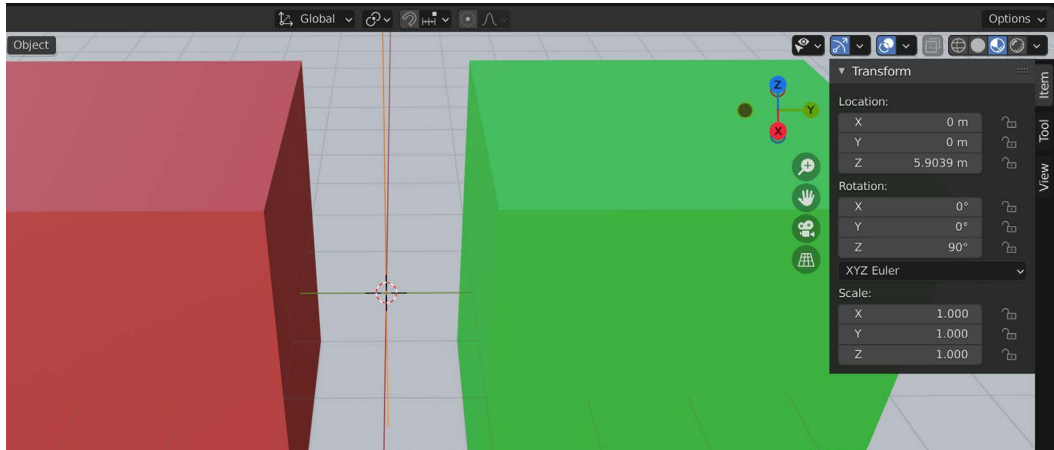 Global
Options
Object
Z
Y
X
Transform
Location:
X 0 m
Y 0 m
Z 5.9039 m
Rotation:
X 0°
Y 0°
Z 90°
XYZ Euler
Scale:
X 1.000
Y 1.000
Z 1.000
Item
Tool
View